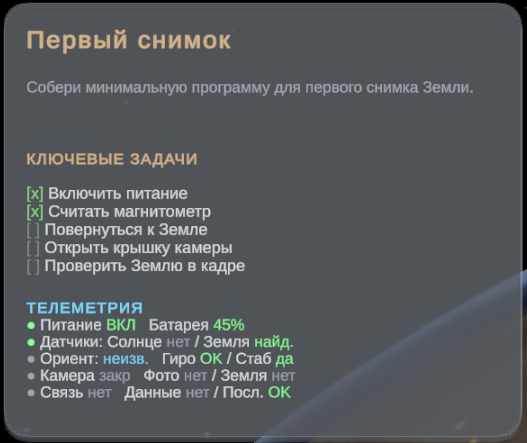 Первый снимок
Собери минимальную программу для первого снимка Земли.
КЛЮЧЕВЫЕ ЗАДАЧИ
[x] Включить питание
[x] Считать магнитометр
[ ] Повернуться к Земле
[ ] Открыть крышку камеры
[ ] Проверить Землю в кадре
ТЕЛЕМЕТРИЯ
● Питание ВКЛ Батарея 45%
● Датчики: Солнце нет / Земля найд.
● Ориент: неизв. Гиро OK / Стаб да
● Камера закр Фото нет / Земля нет
● Связь нет Данные нет / Посл. OK